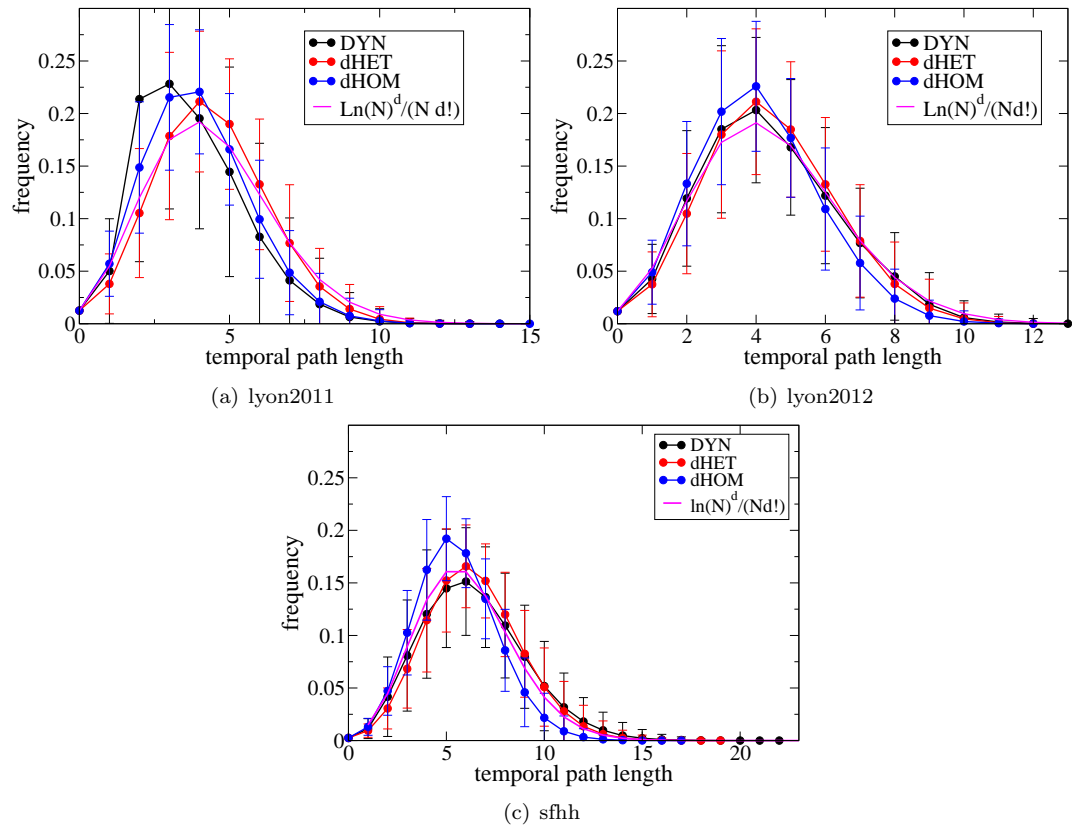 DYN
dHET
dHOM
Ln(N)^d/(N d!)
frequency
0.25
0.2
0.15
0.1
0.05
0
0 5 10 15
temporal path length
(a) lyon2011
DYN
dHET
dHOM
Ln(N)^d/(Nd!)
frequency
0.25
0.2
0.15
0.1
0.05
0
0 2 4 6 8 10 12
temporal path length
(b) lyon2012
DYN
dHET
dHOM
ln(N)^d/(Nd!)
frequency
0.25
0.2
0.15
0.1
0.05
0
0 5 10 15 20
temporal path length
(c) sfhh